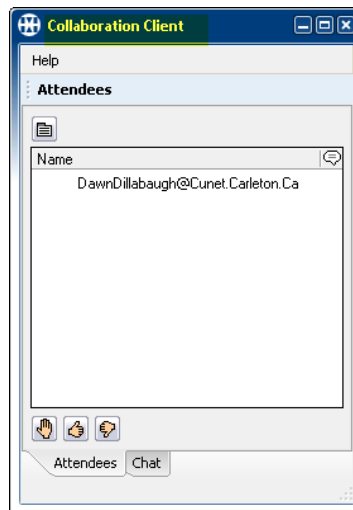 Collaboration Client
Help
Attendees
Name
DawnDillabaugh@Cunet.Carleton.Ca
Attendees Chat